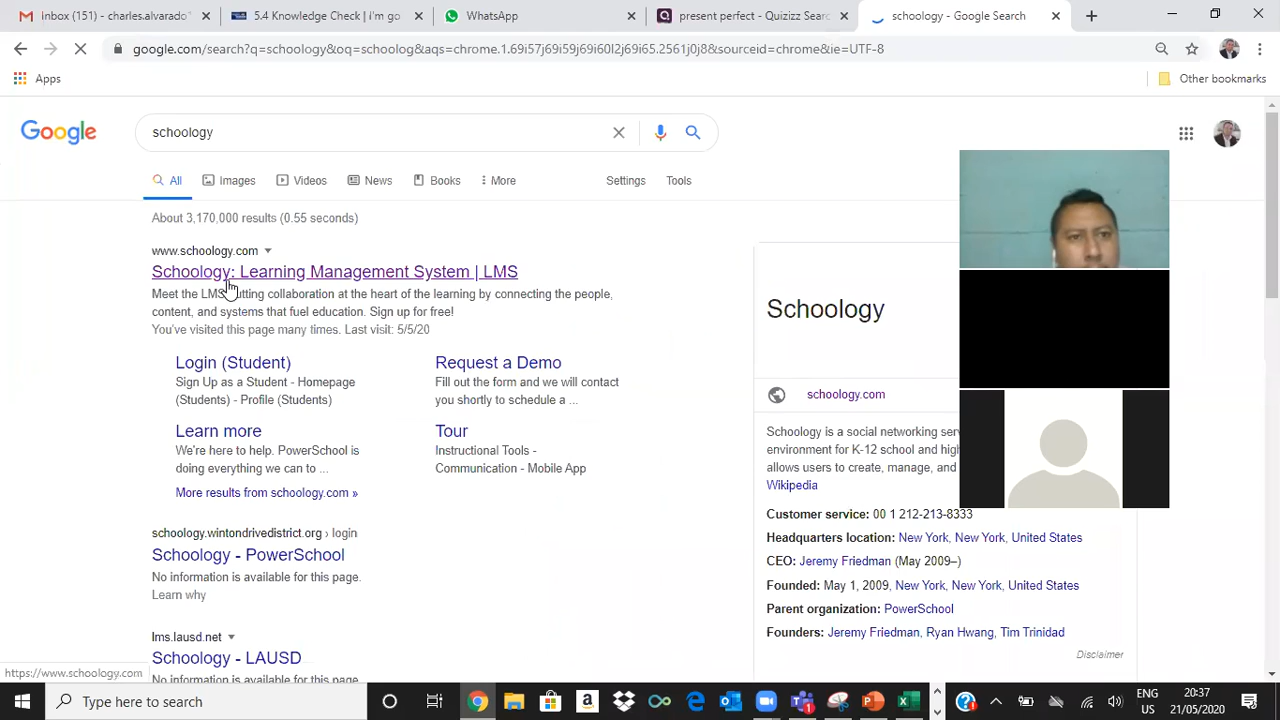 inbox (151) - charles.alvarado
5.4 Knowledge Check | i'm go
WhatsApp
present perfect - Quizizz Sear
schoology - Google Search
google.com/search?q=schoology&oq=schoolog&aqs=chrome.1.69i57j69i59j69i60l2j69i65.2561j0j8&sourceid=chrome&ie=UTF-8
Apps
Other bookmarks
Google
schoology
All
Images
Videos
News
Books
More
Settings
Tools
About 3,170,000 results (0.55 seconds)
www.schoology.com
Schoology: Learning Management System | LMS
Meet the LMS putting collaboration at the heart of the learning by connecting the people,
content, and systems that fuel education. Sign up for free!
You've visited this page many times. Last visit: 5/5/20
Login (Student)
Sign Up as a Student - Homepage
(Students) - Profile (Students)
Request a Demo
Fill out the form and we will contact
you shortly to schedule a ...
Learn more
We're here to help. PowerSchool is
doing everything we can to ...
Tour
Instructional Tools -
Communication - Mobile App
More results from schoology.com »
schoology.wintondrivedistrict.org › login
Schoology - PowerSchool
No information is available for this page.
Learn why
lms.lausd.net
Schoology - LAUSD
No information is available for this page.
https://www.schoology.com
Schoology
schoology.com
Schoology is a social networking
environment for K-12 school and
allows users to create, manage, and
Wikipedia
Customer service: 00 1 212-213-8333
Headquarters location: New York, New York, United States
CEO: Jeremy Friedman (May 2009–)
Founded: May 1, 2009, New York, New York, United States
Parent organization: PowerSchool
Founders: Jeremy Friedman, Ryan Hwang, Tim Trinidad
Disclaimer
Type here to search
ENG
US
20:37
21/05/2020